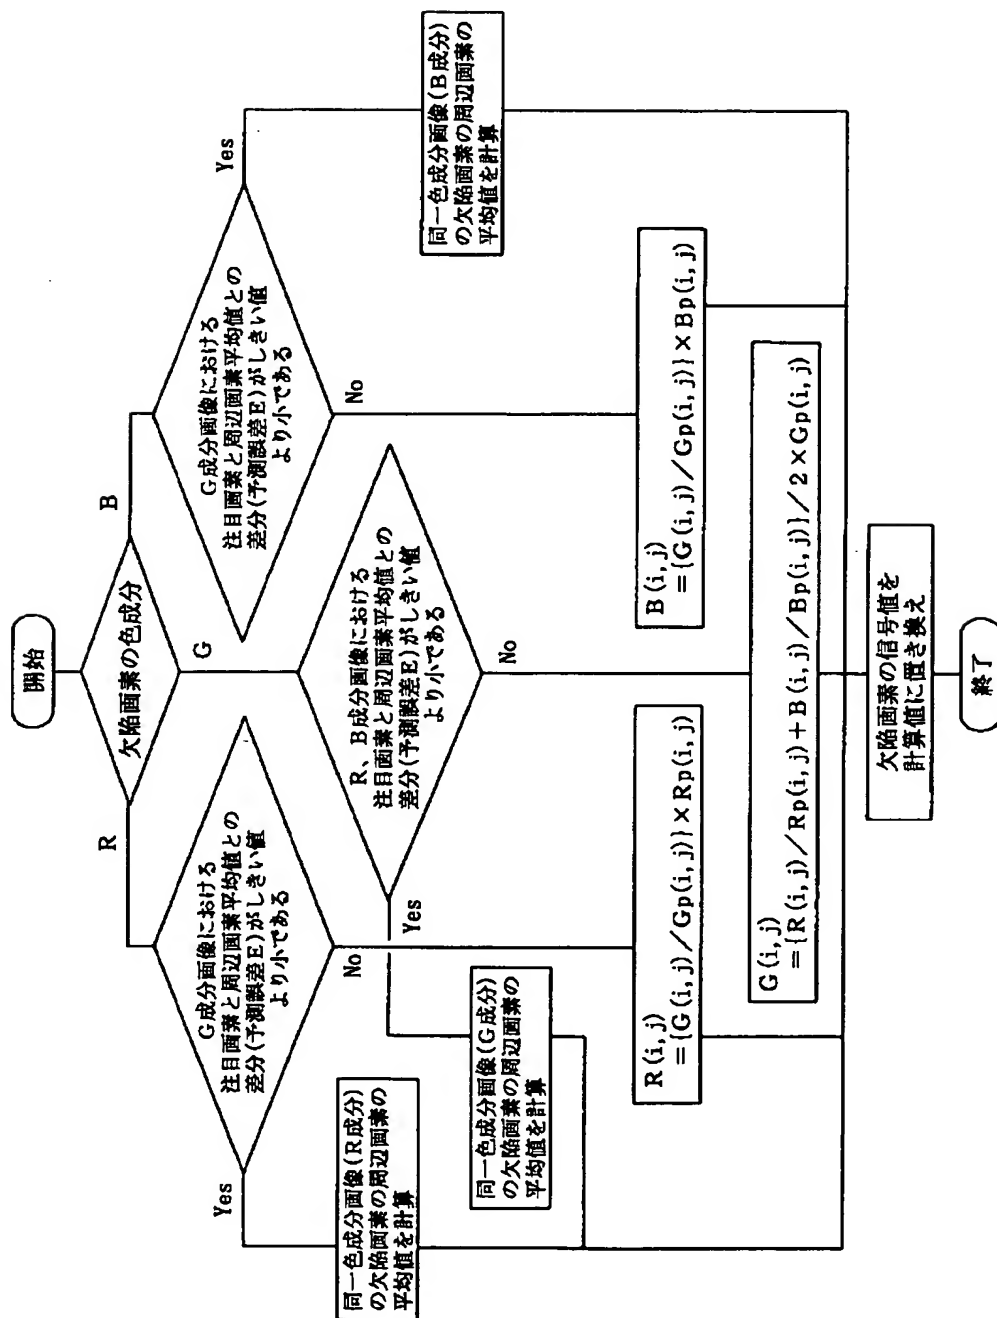 開始
欠陥画素の色成分
R
G
B
G成分画像における
注目画素と周辺画素平均値との
差分(予測誤差E)がしきい値
より小である
Yes
No
R、B成分画像における
注目画素と周辺画素平均値との
差分(予測誤差E)がしきい値
より小である
Yes
No
G成分画像における
注目画素と周辺画素平均値との
差分(予測誤差E)がしきい値
より小である
Yes
No
同一色成分画像(R成分)
の欠陥画素の周辺画素の
平均値を計算
同一色成分画像(G成分)
の欠陥画素の周辺画素の
平均値を計算
同一色成分画像(B成分)
の欠陥画素の周辺画素の
平均値を計算
R(i,j)
={G(i,j)/Gp(i,j)}×Rp(i,j)
B(i,j)
={G(i,j)/Gp(i,j)}×Bp(i,j)
G(i,j)
={R(i,j)/Rp(i,j)+B(i,j)/Bp(i,j)}/2×Gp(i,j)
欠陥画素の信号値を
計算値に置き換え
終了